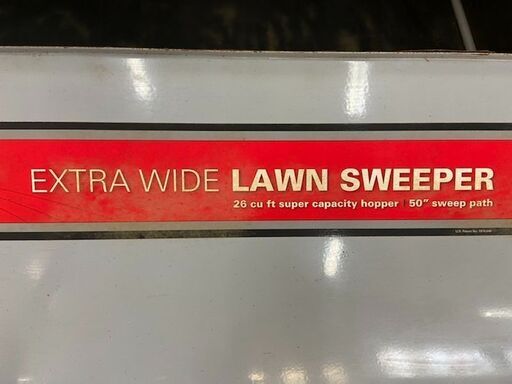 EXTRA WIDE LAWN SWEEPER
26 cu ft super capacity hopper | 50" sweep path